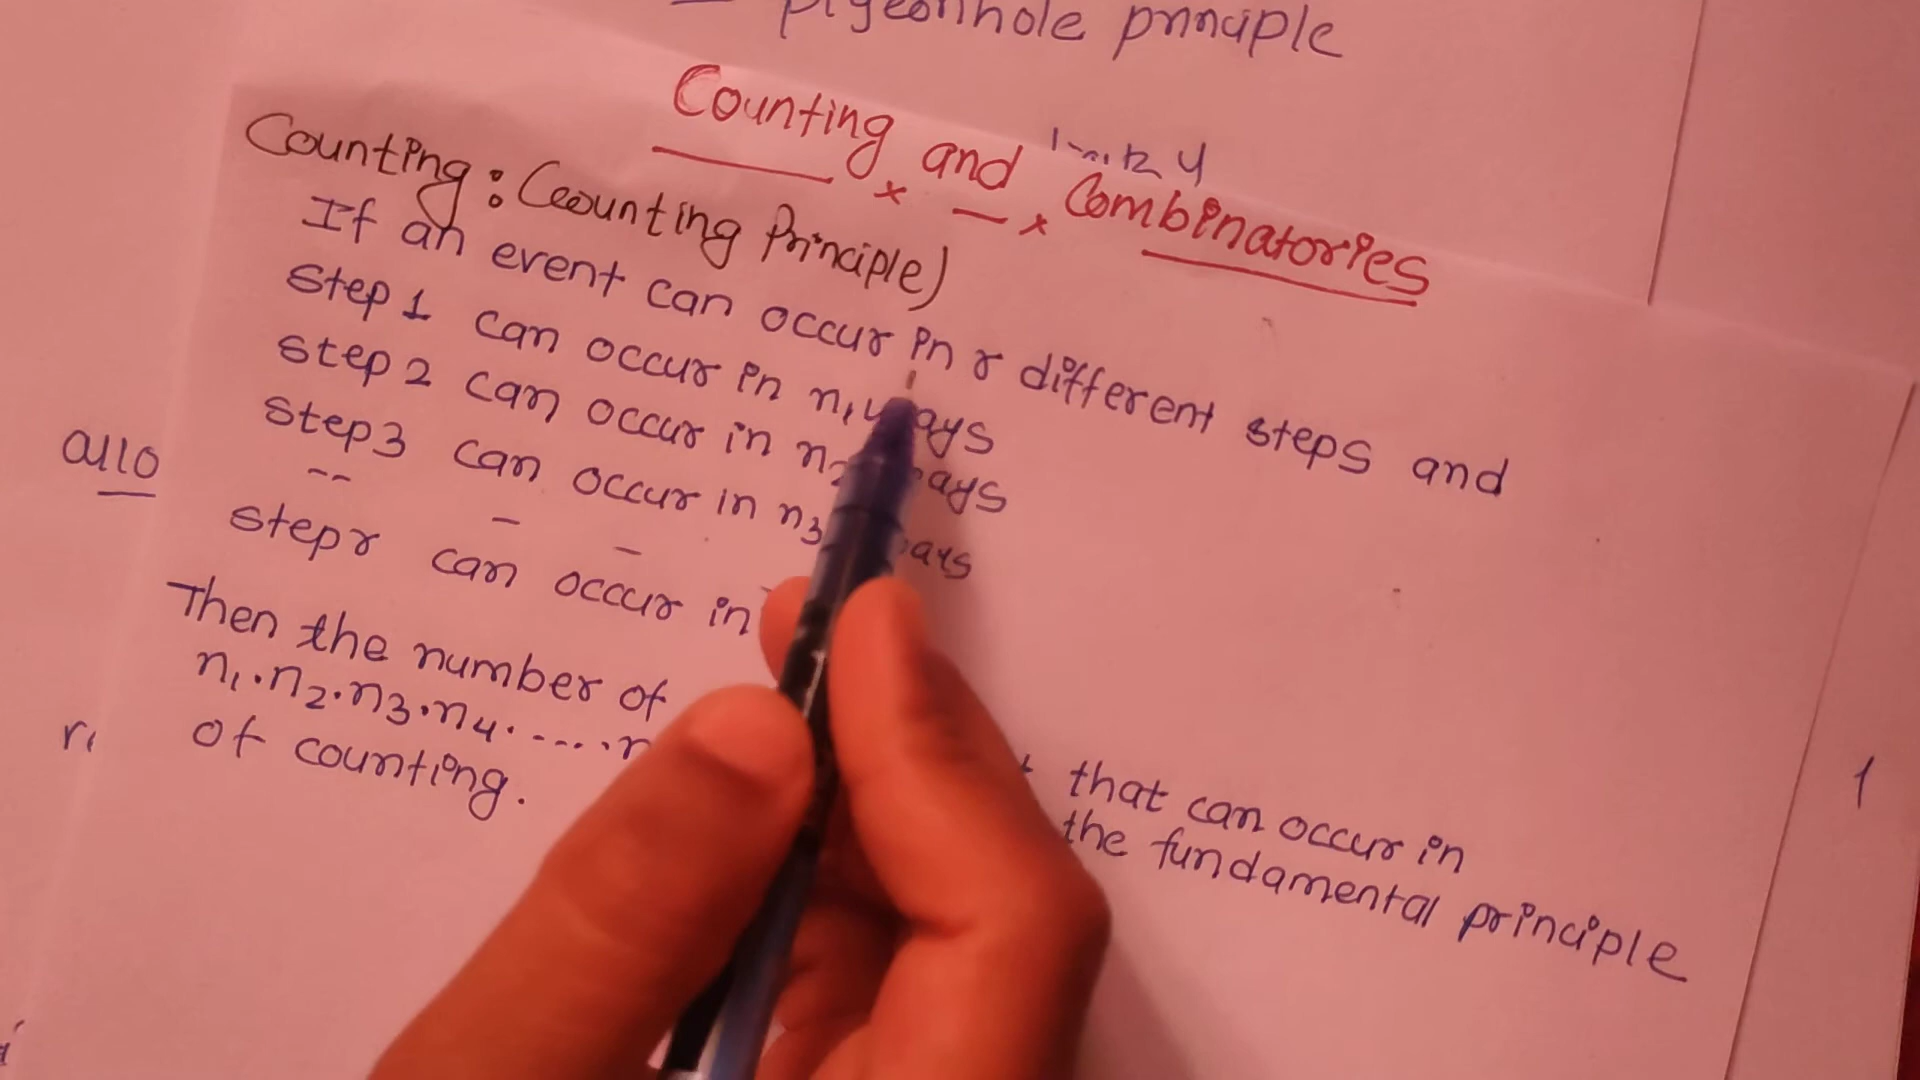 pigeonhole principle
Counting and Combinatories
Counting: (Counting Principle)
If an event can occur in r different steps and
Step 1 can occur in n₁ ways
Step 2 can occur in n₂ ways
Step 3 can occur in n₃ ways
-- - -
step r can occur in
Then the number of that can occur in
n₁.n₂.n₃.n₄. ---- . the fundamental principle
of counting.